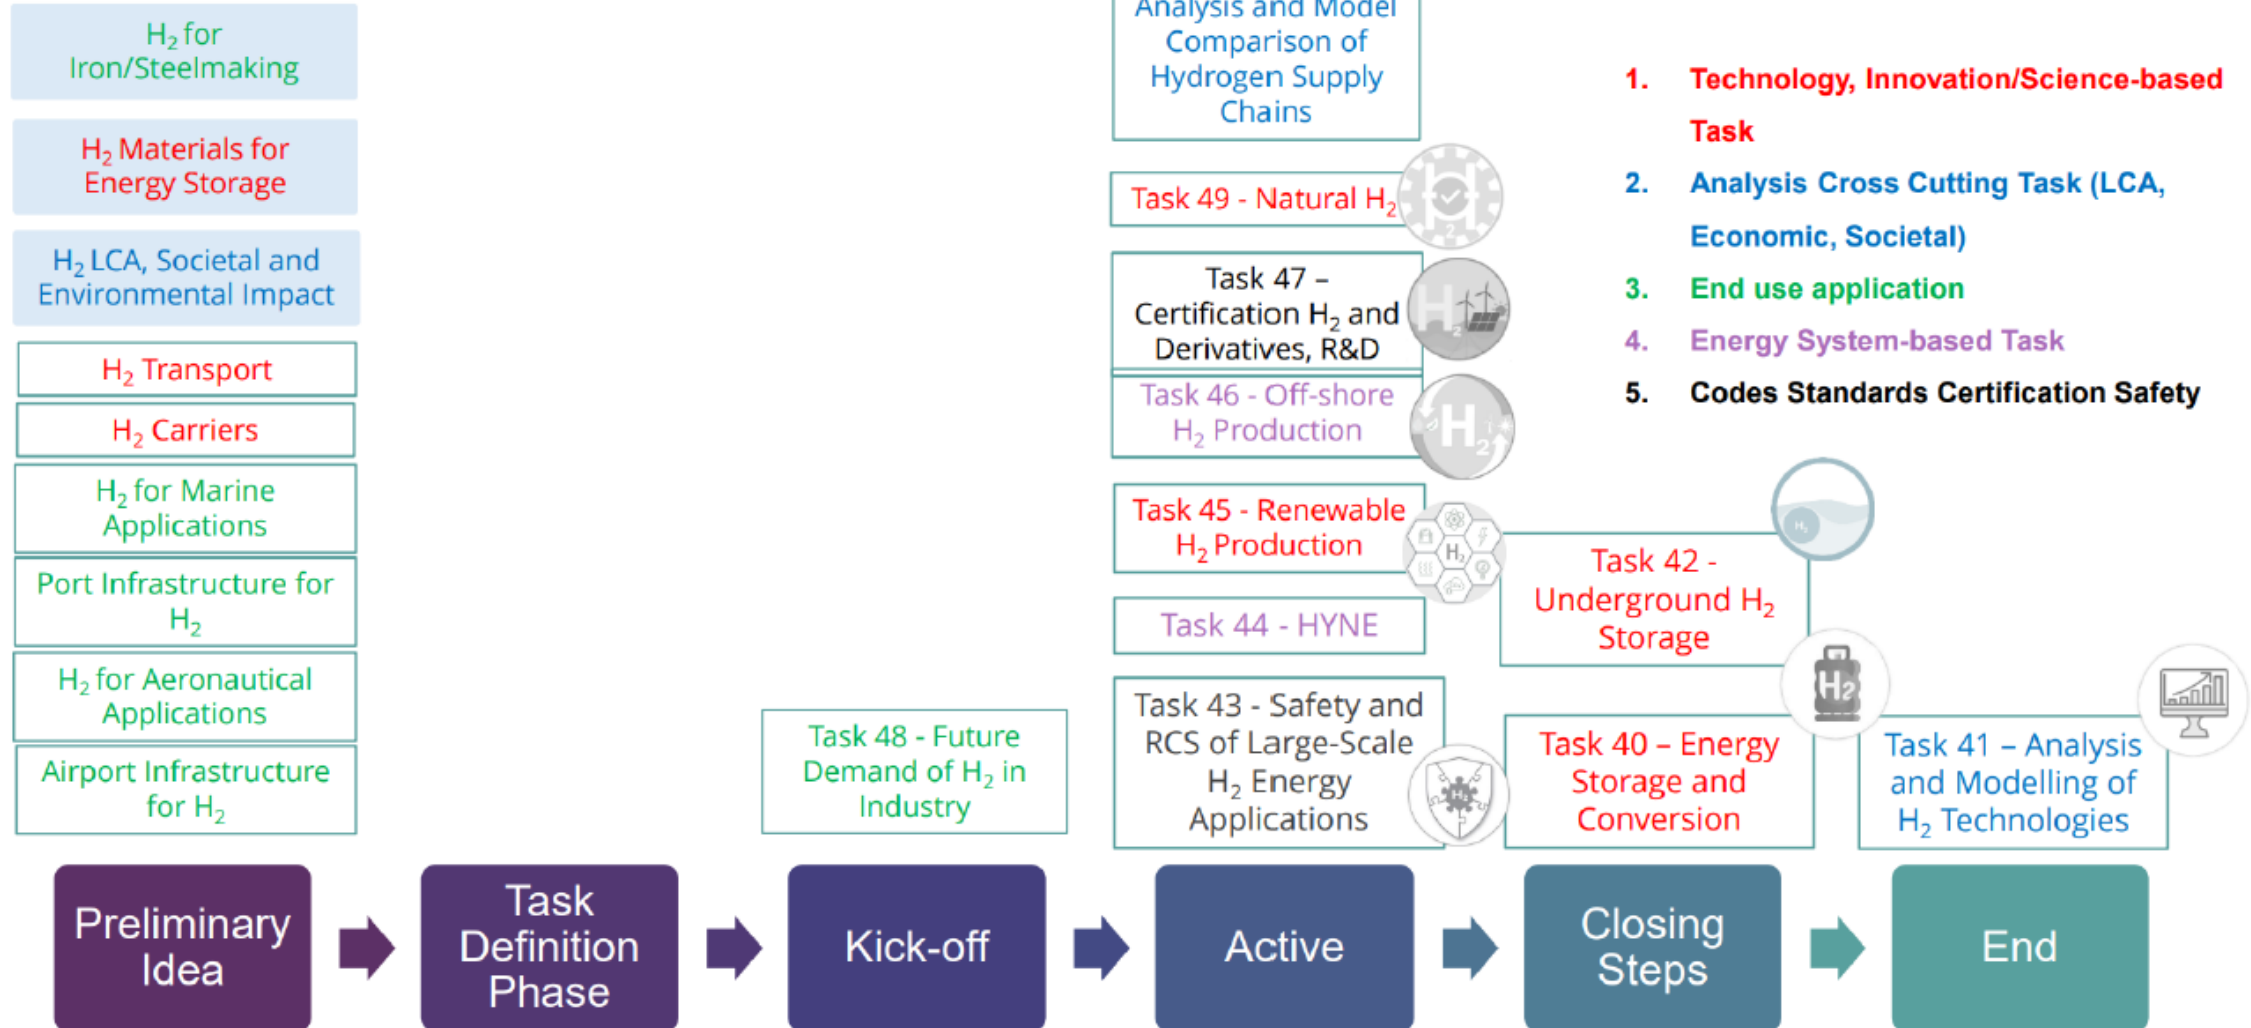 H₂ for
Iron/Steelmaking
H₂ Materials for
Energy Storage
H₂ LCA, Societal and
Environmental Impact
H₂ Transport
H₂ Carriers
H₂ for Marine
Applications
Port Infrastructure for
H₂
H₂ for Aeronautical
Applications
Airport Infrastructure
for H₂
Task 48 - Future
Demand of H₂ in
Industry
Analysis and Model
Comparison of
Hydrogen Supply
Chains
Task 49 - Natural H₂
H
2
Task 47 –
Certification H₂ and
Derivatives, R&D
H₂
Task 46 - Off-shore
H₂ Production
H₂
Task 45 - Renewable
H₂ Production
H₂
Task 44 - HYNE
Task 43 - Safety and
RCS of Large-Scale
H₂ Energy
Applications
H₂
Task 42 -
Underground H₂
Storage
H₂
Task 40 – Energy
Storage and
Conversion
H₂
Task 41 – Analysis
and Modelling of
H₂ Technologies
1. Technology, Innovation/Science-based
Task
2. Analysis Cross Cutting Task (LCA,
Economic, Societal)
3. End use application
4. Energy System-based Task
5. Codes Standards Certification Safety
Preliminary
Idea
Task
Definition
Phase
Kick-off
Active
Closing
Steps
End